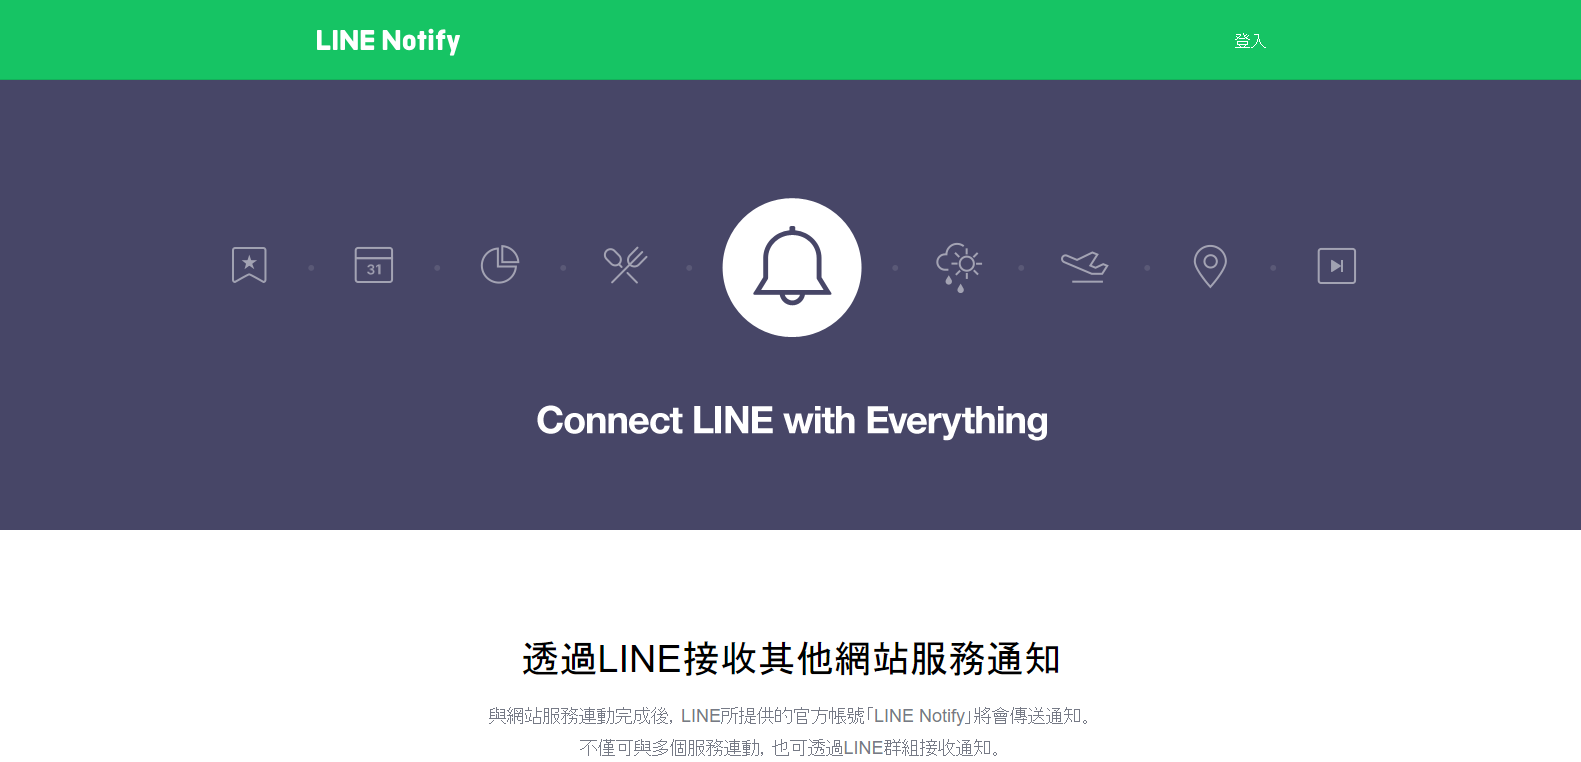 LINE Notify
登入
31
Connect LINE with Everything
透過LINE接收其他網站服務通知
與網站服務連動完成後，LINE所提供的官方帳號「LINE Notify」將會傳送通知。
不僅可與多個服務連動，也可透過LINE群組接收通知。